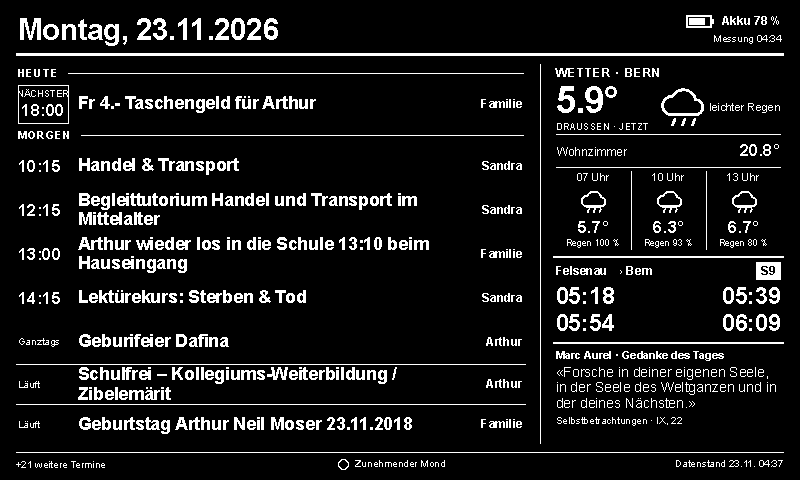 Montag, 23.11.2026
Akku 78 %
Messung 04:34
HEUTE
NÄCHSTER
18:00 Fr 4.- Taschengeld für Arthur Familie
MORGEN
10:15 Handel & Transport Sandra
12:15 Begleittutorium Handel und Transport im
Mittelalter Sandra
13:00 Arthur wieder los in die Schule 13:10 beim
Hauseingang Familie
14:15 Lektürekurs: Sterben & Tod Sandra
Ganztags Geburifeier Dafina Arthur
Läuft Schulfrei – Kollegiums-Weiterbildung /
Zibelemärit Arthur
Läuft Geburtstag Arthur Neil Moser 23.11.2018 Familie
WETTER · BERN
5.9° leichter Regen
DRAUSSEN · JETZT
Wohnzimmer 20.8°
07 Uhr 10 Uhr 13 Uhr
5.7° 6.3° 6.7°
Regen 100 % Regen 93 % Regen 80 %
Felsenau › Bern S9
05:18 05:39
05:54 06:09
Marc Aurel · Gedanke des Tages
«Forsche in deiner eigenen Seele,
in der Seele des Weltganzen und in
der deines Nächsten.»
Selbstbetrachtungen · IX, 22
+21 weitere Termine
Zunehmender Mond
Datenstand 23.11. 04:37